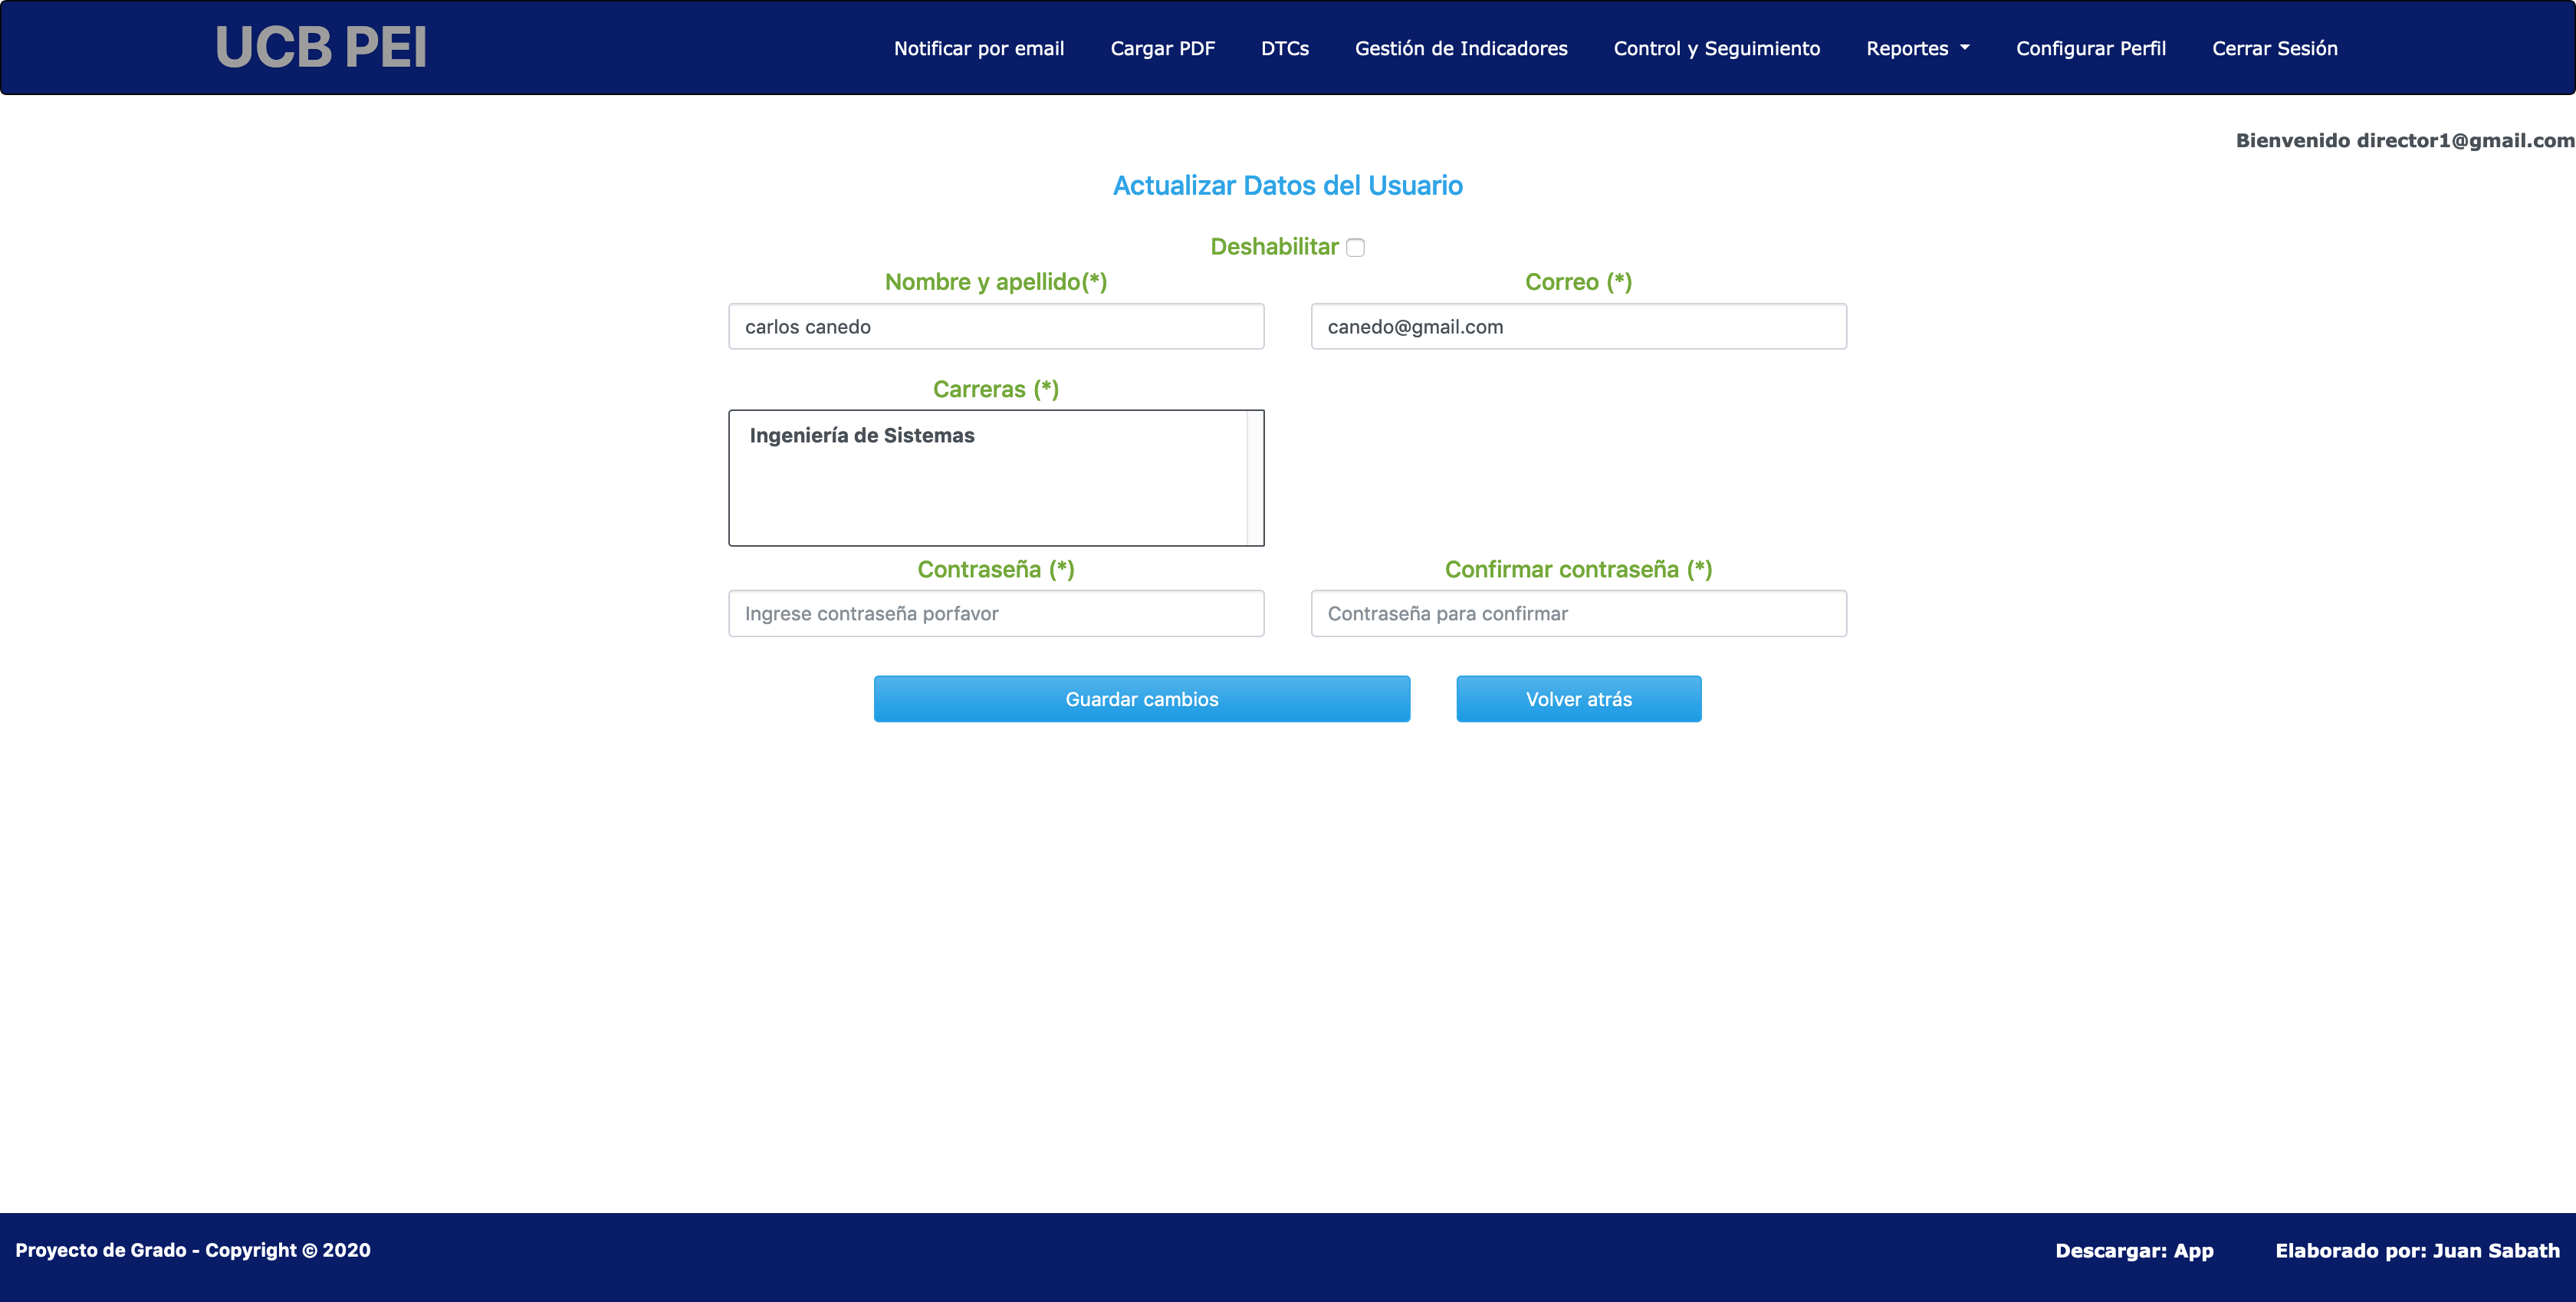 UCB PEI
Notificar por email Cargar PDF DTCs Gestión de Indicadores Control y Seguimiento Reportes Configurar Perfil Cerrar Sesión
Bienvenido director1@gmail.com
Actualizar Datos del Usuario
Deshabilitar
Nombre y apellido(*) Correo (*)
carlos canedo canedo@gmail.com
Carreras (*)
Ingeniería de Sistemas
Contraseña (*) Confirmar contraseña (*)
Ingrese contraseña porfavor Contraseña para confirmar
Guardar cambios Volver atrás
Proyecto de Grado - Copyright © 2020 Descargar: App Elaborado por: Juan Sabath